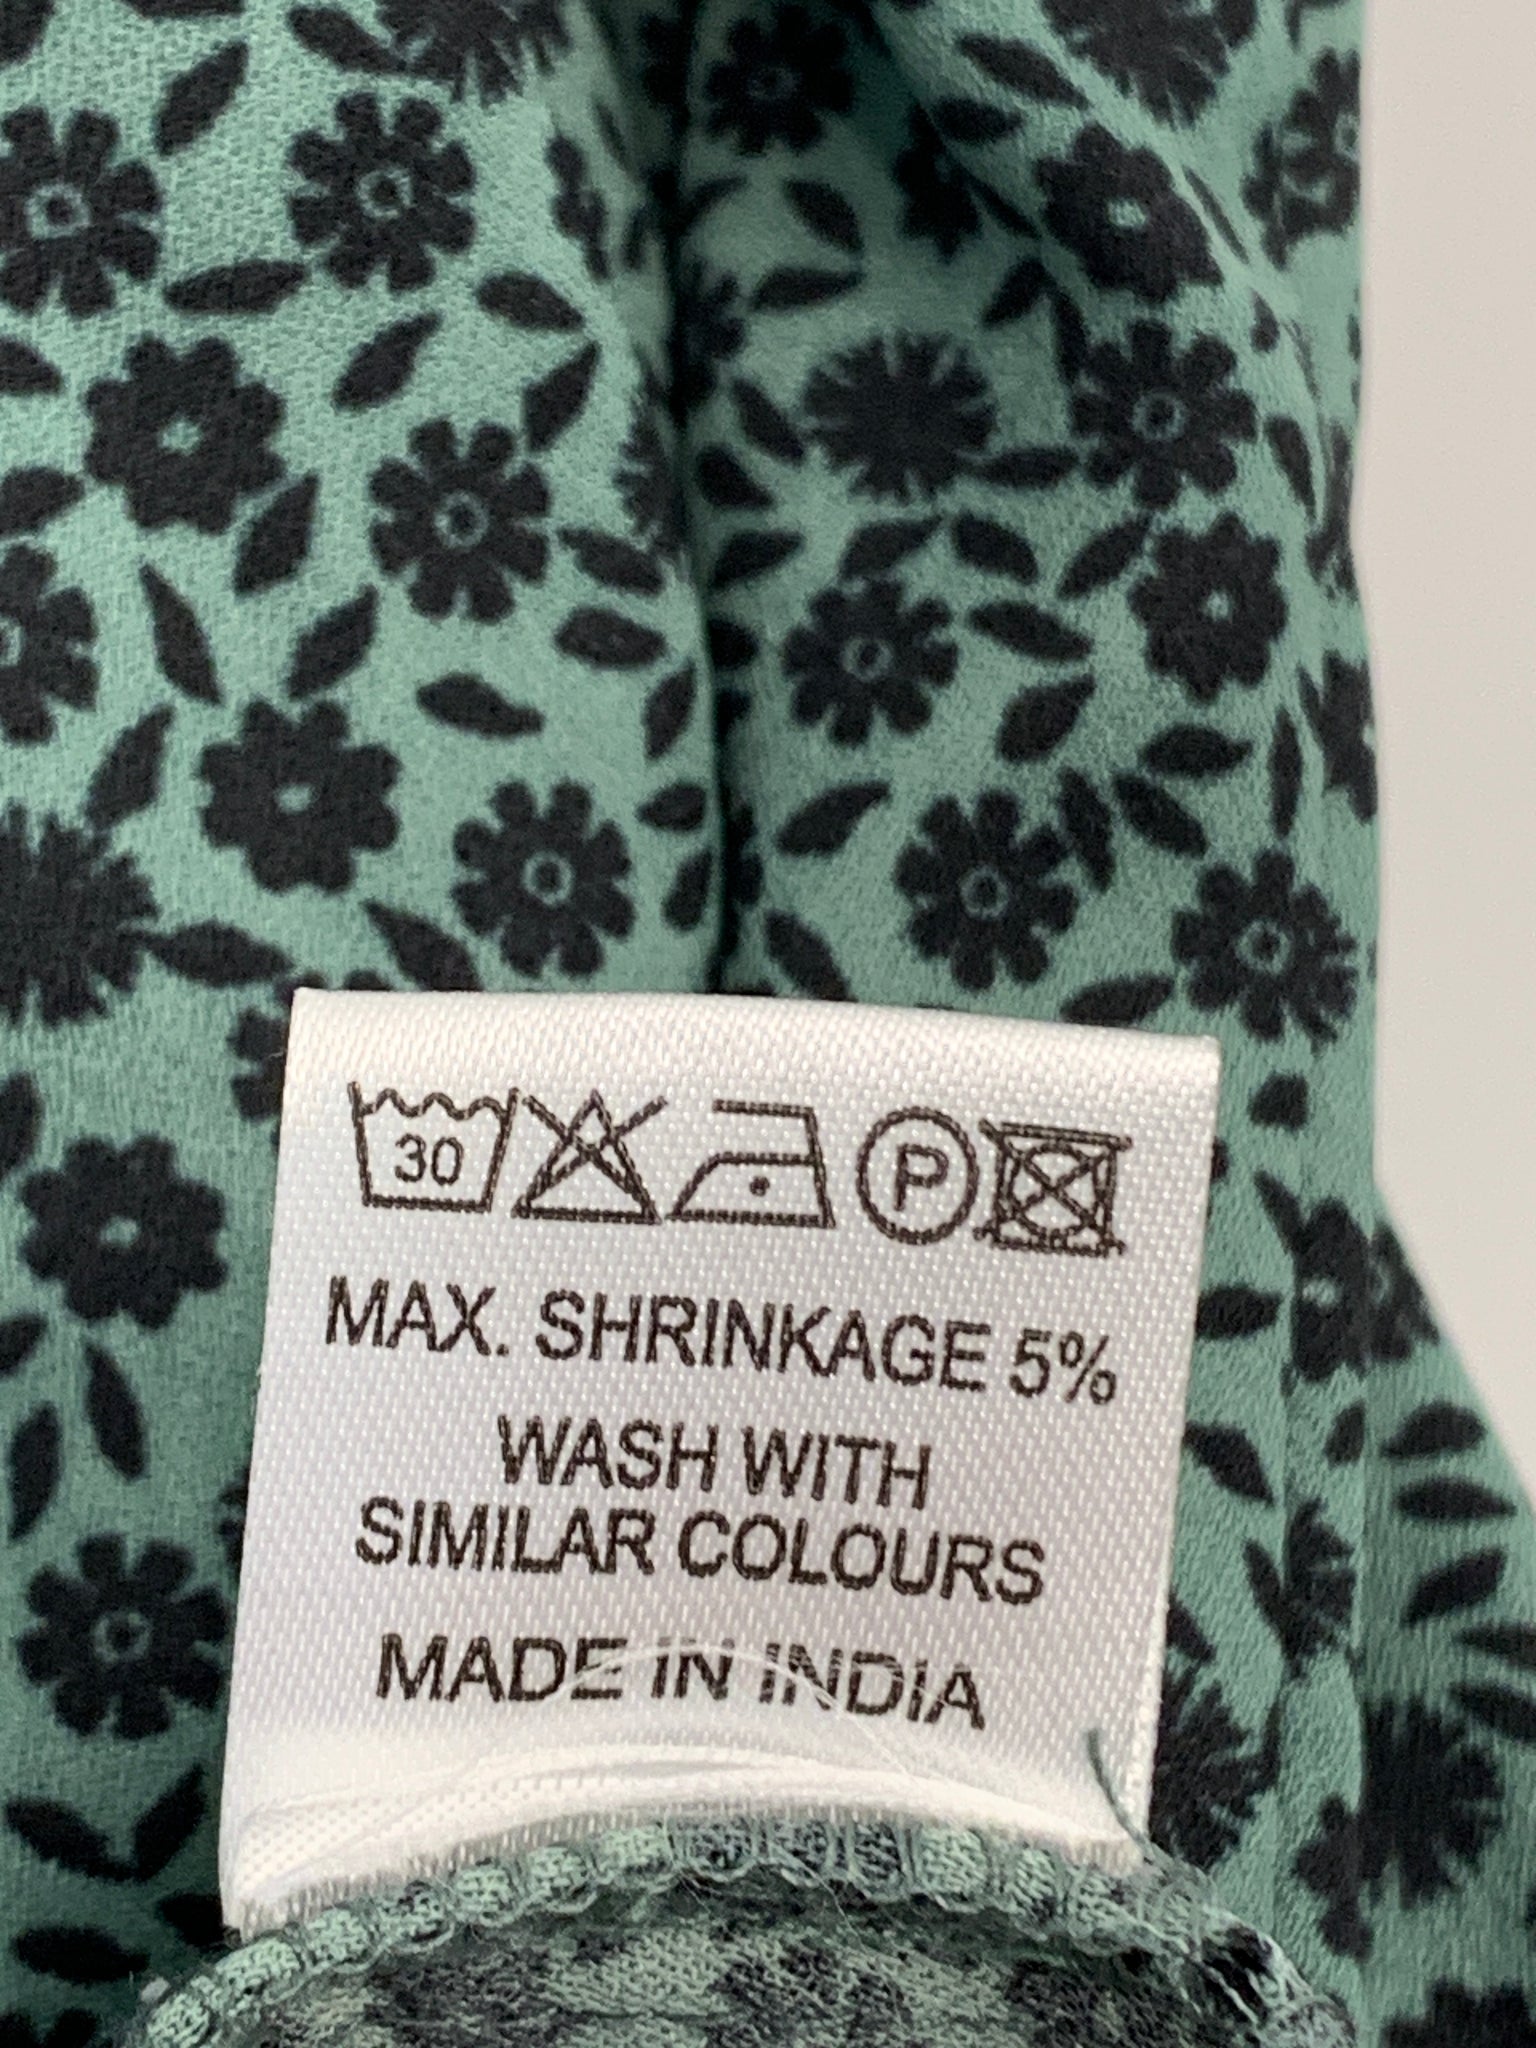 30 P
MAX. SHRINKAGE 5%
WASH WITH
SIMILAR COLOURS
MADE IN INDIA